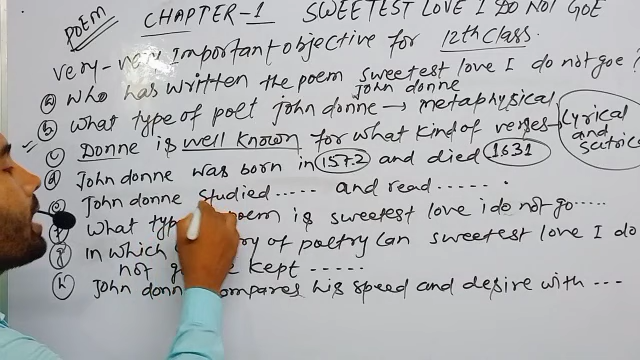 POEM
CHAPTER-1 SWEETEST LOVE I DO NOT GOE
Very-very Important objective for 12th Class.
(a) Who has written the poem sweetest love I do not goe?
John donne
(b) What type of poet John donne → metaphysical
(c) Donne is well known for what kind of verses → Lyrical and
(d) John donne was born in 1572 and died 1631
John donne studied ..... and read ......
What poem is sweetest love i do not go.....
(g) in which of poetry can sweetest love I do
not kept -----
(h) John compares his speed and desire with ---